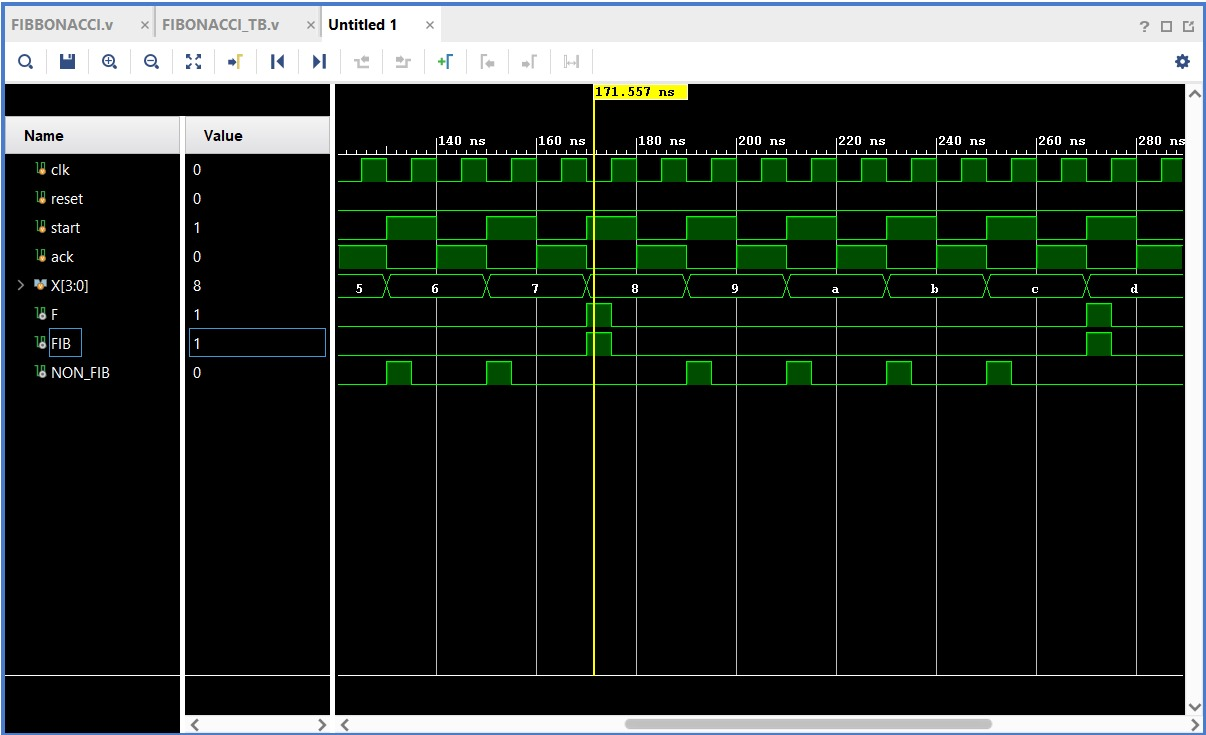 FIBBONACCI.v × FIBONACCI_TB.v × Untitled 1 × ?
171.557 ns
Name Value 140 ns 160 ns 180 ns 200 ns 220 ns 240 ns 260 ns 280 ns
clk 0
reset 0
start 1
ack 0
X[3:0] 8 5 6 7 8 9 a b c d
F 1
FIB 1
NON_FIB 0